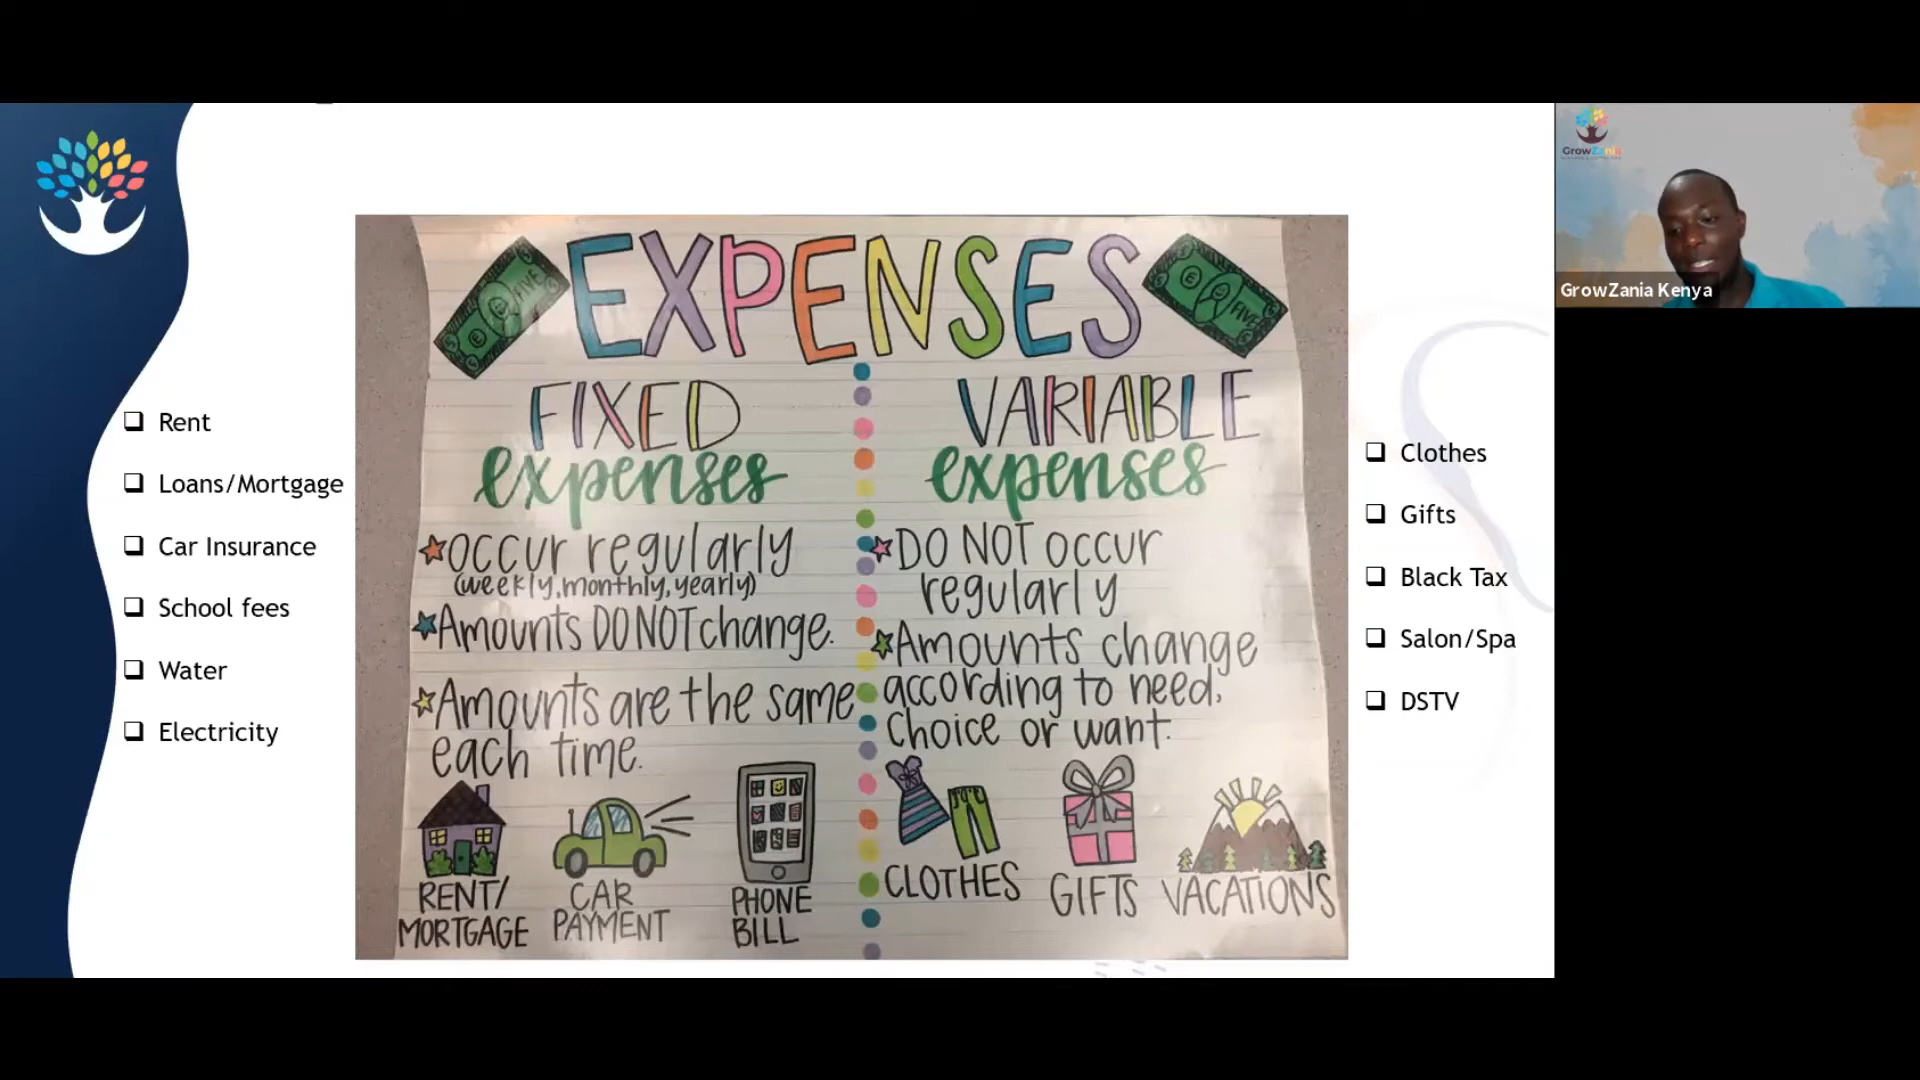 Rent
Loans/Mortgage
Car Insurance
School fees
Water
Electricity
EXPENSES
FIVE
FIVE
FIXED
expenses
occur regularly
(weekly, monthly, yearly)
Amounts DO NOT change.
Amounts are the same
each time.
RENT/
MORTGAGE
CAR
PAYMENT
PHONE
BILL
VARIABLE
expenses
DO NOT occur
regularly
Amounts change
according to need,
Choice or want.
CLOTHES
GIFTS
VACATIONS
Clothes
Gifts
Black Tax
Salon/Spa
DSTV
GrowZania
GrowZania Kenya